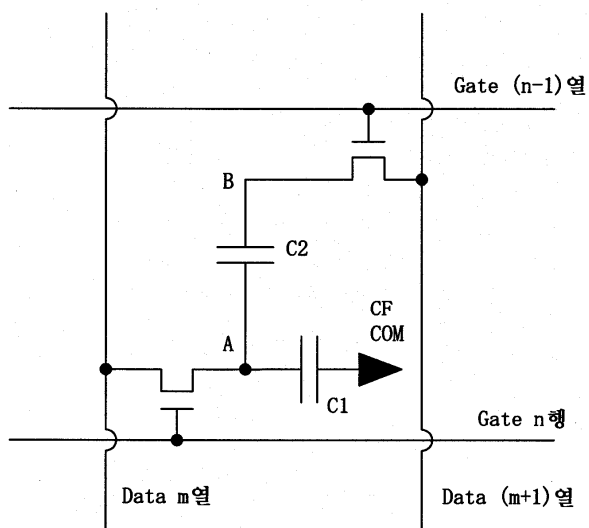 Gate (n-1)열
B
C2
CF
COM
A
C1
Gate n행
Data m열
Data (m+1)열